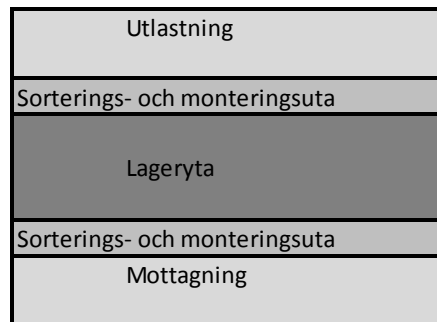 Utlastning
Sorterings- och monteringsuta
Lageryta
Sorterings- och monteringsuta
Mottagning